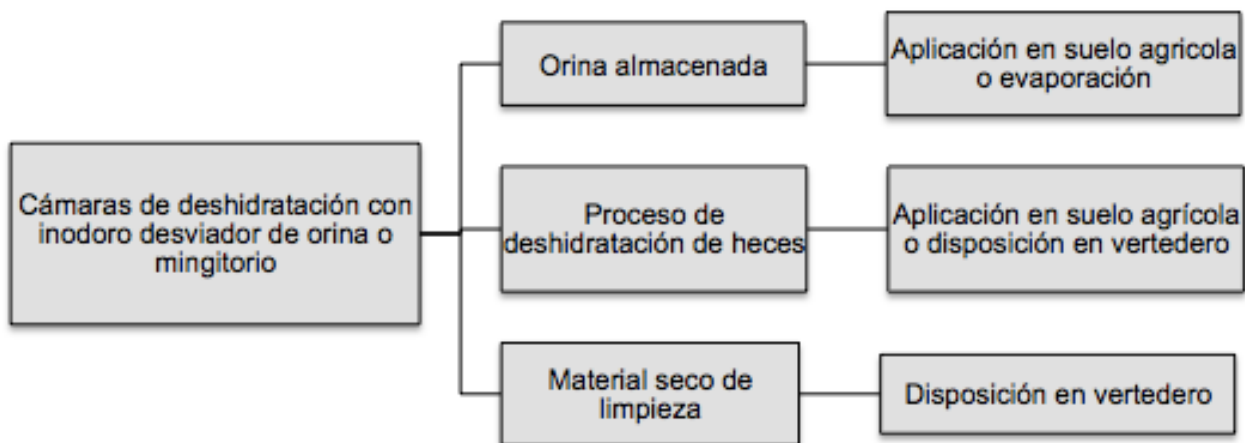 Orina almacenada
Aplicación en suelo agricola
o evaporación
Cámaras de deshidratación con
inodoro desviador de orina o
mingitorio
Proceso de
deshidratación de heces
Aplicación en suelo agrícola
o disposición en vertedero
Material seco de
limpieza
Disposición en vertedero